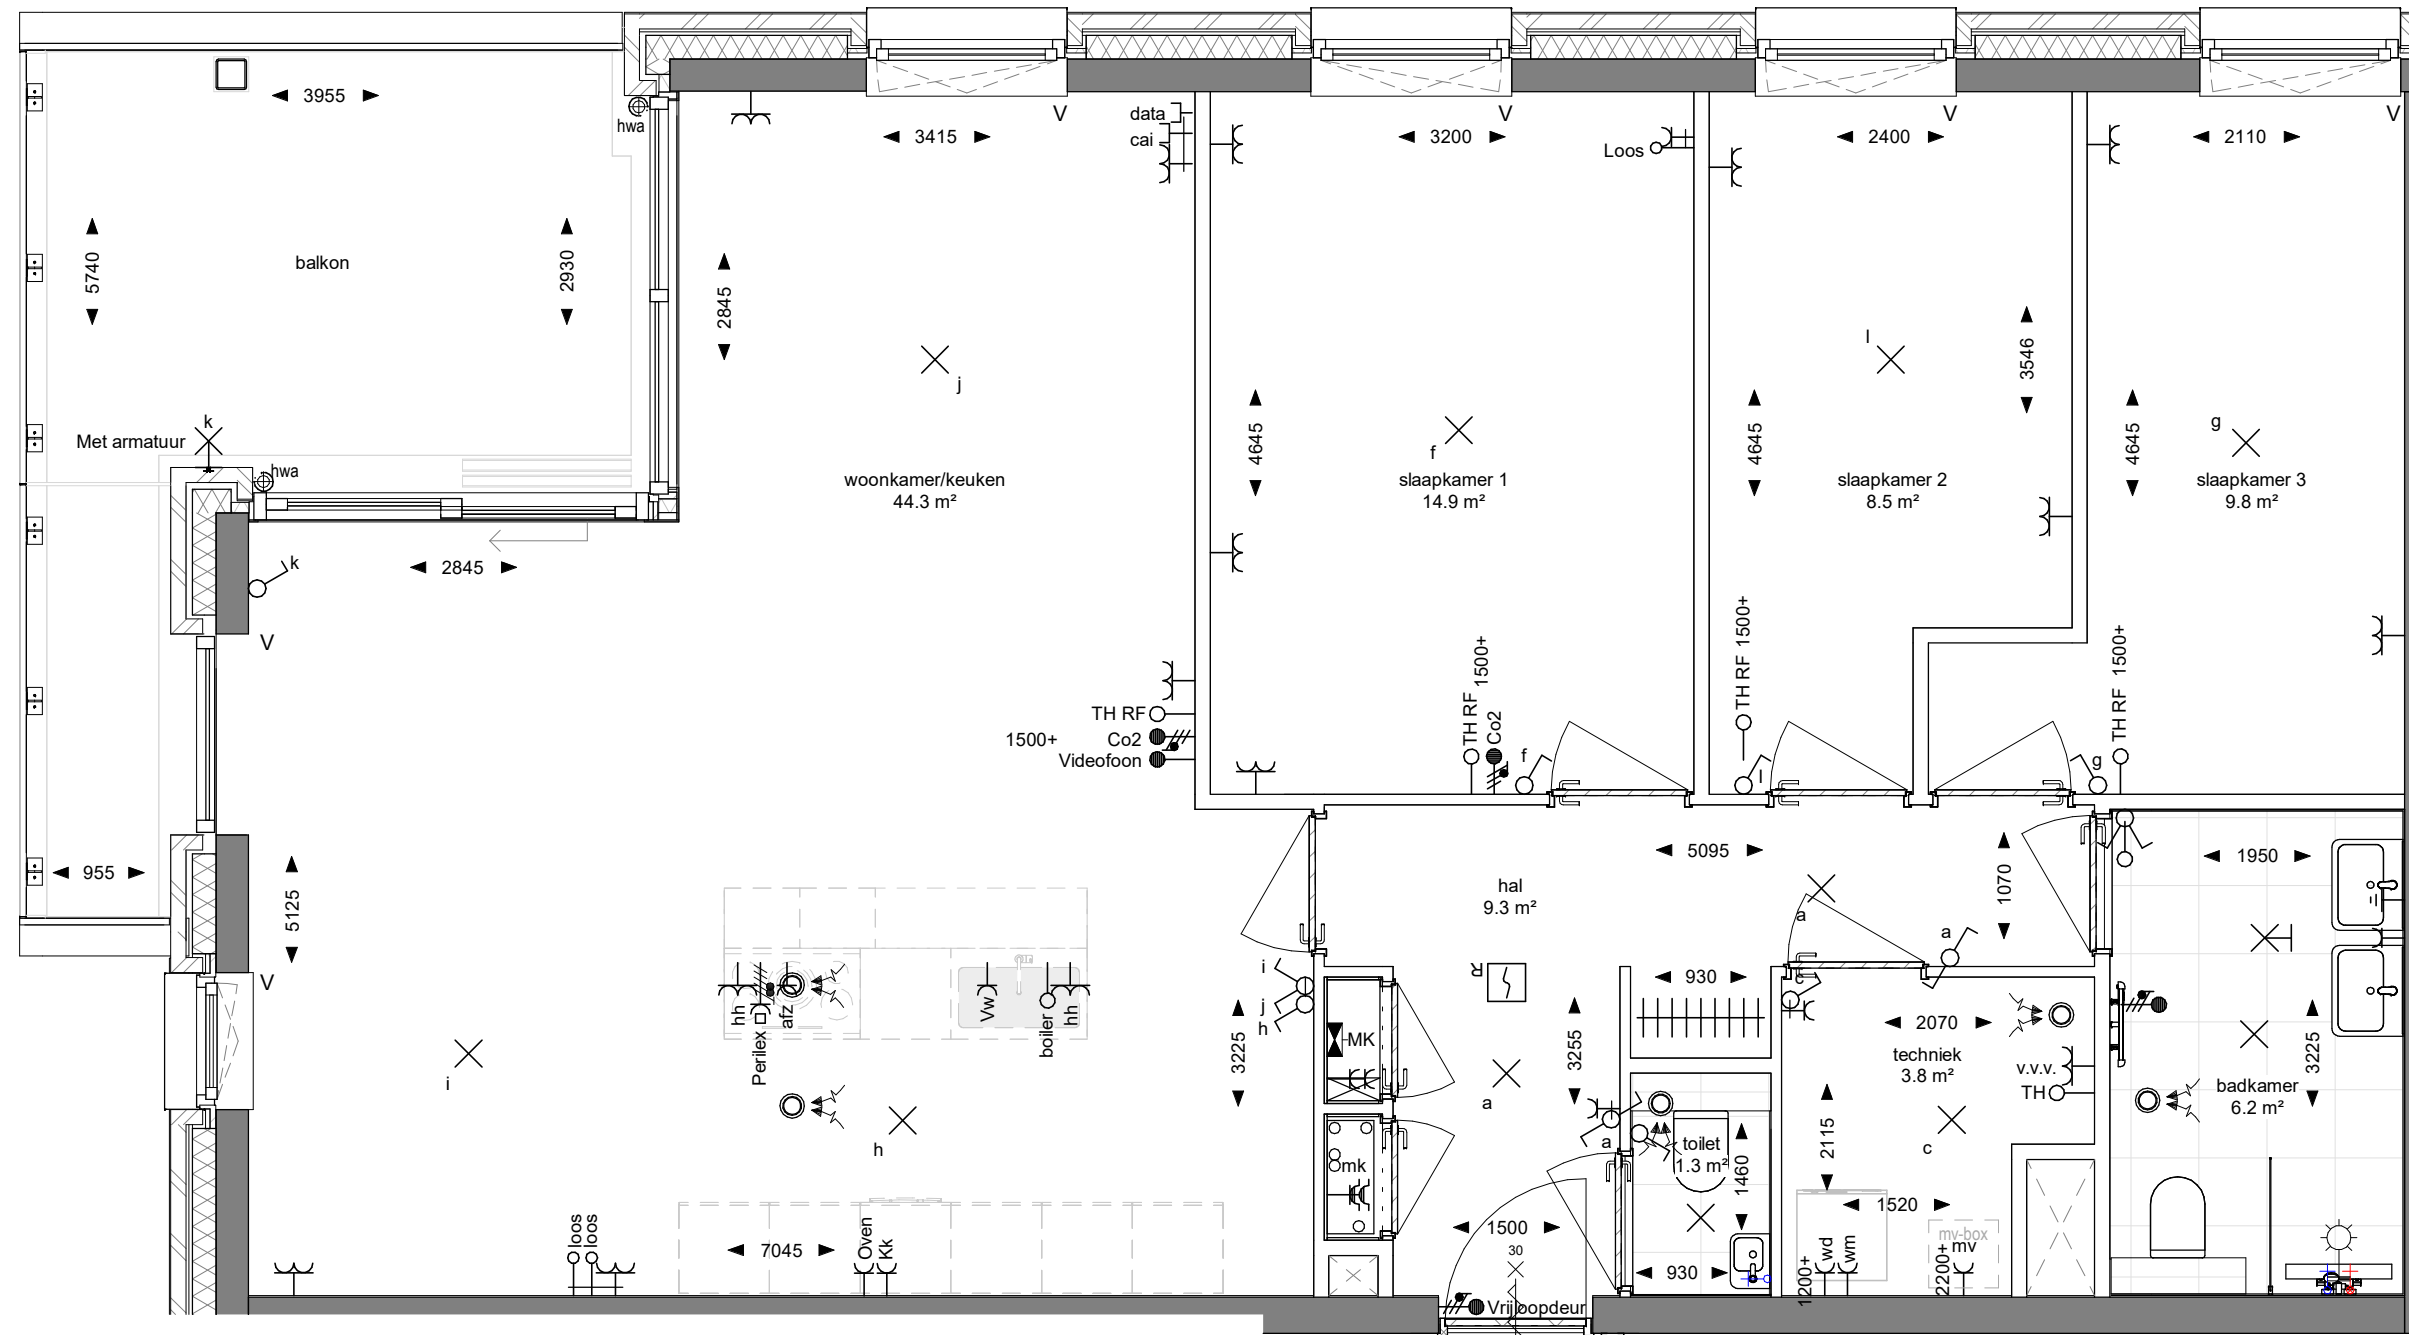 3955
hwa
5740
balkon
2930
k
Met armatuur
hwa
3415
data
cai
V
2845
j
woonkamer/keuken
44.3 m²
2845
k
V
3200
V
Loos
4645
f
slaapkamer 1
14.9 m²
2400
V
l
3546
4645
slaapkamer 2
8.5 m²
2110
V
g
4645
slaapkamer 3
9.8 m²
TH RF
1500+
Co2
Videofoon
TH RF
1500+
Co2
f
TH RF 1500+
l
TH RF 1500+
g
955
5125
V
i
hh
Perilex
afz
Vw
boiler
hh
h
loos
loos
7045
Oven
Kk
i
j
h
3225
MK
mk
hal
9.3 m²
5095
1070
a
a
R
930
3255
a
a
c
2070
techniek
3.8 m²
v.v.v.
TH
2115
c
1520
mv-box
mv
wd
wm
1200+
2200+
toilet
1.3 m²
1460
930
1500
30
Vrijloopdeur
1950
badkamer
6.2 m²
3225